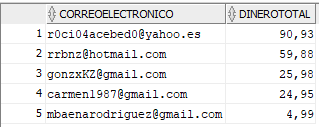 CORREOELECTRONICO DINEROTOTAL
1 r0ci04acebed0@yahoo.es 90,93
2 rrbnz@hotmail.com 59,88
3 gonzxKZ@gmail.com 25,98
4 carmen1987@gmail.com 24,95
5 mbaenarodriguez@gmail.com 4,99